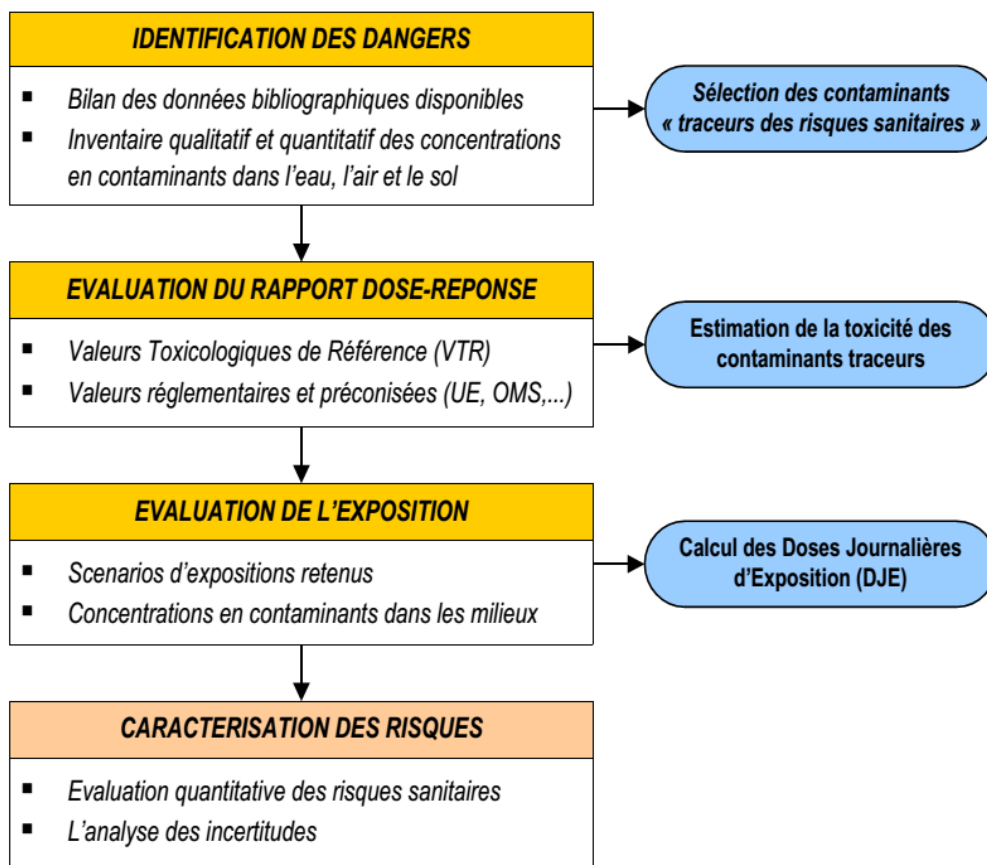 IDENTIFICATION DES DANGERS
▪ Bilan des données bibliographiques disponibles
▪ Inventaire qualitatif et quantitatif des concentrations
en contaminants dans l'eau, l'air et le sol
Sélection des contaminants
« traceurs des risques sanitaires »
EVALUATION DU RAPPORT DOSE-REPONSE
▪ Valeurs Toxicologiques de Référence (VTR)
▪ Valeurs réglementaires et préconisées (UE, OMS,...)
Estimation de la toxicité des
contaminants traceurs
EVALUATION DE L'EXPOSITION
▪ Scenarios d'expositions retenus
▪ Concentrations en contaminants dans les milieux
Calcul des Doses Journalières
d'Exposition (DJE)
CARACTERISATION DES RISQUES
▪ Evaluation quantitative des risques sanitaires
▪ L'analyse des incertitudes